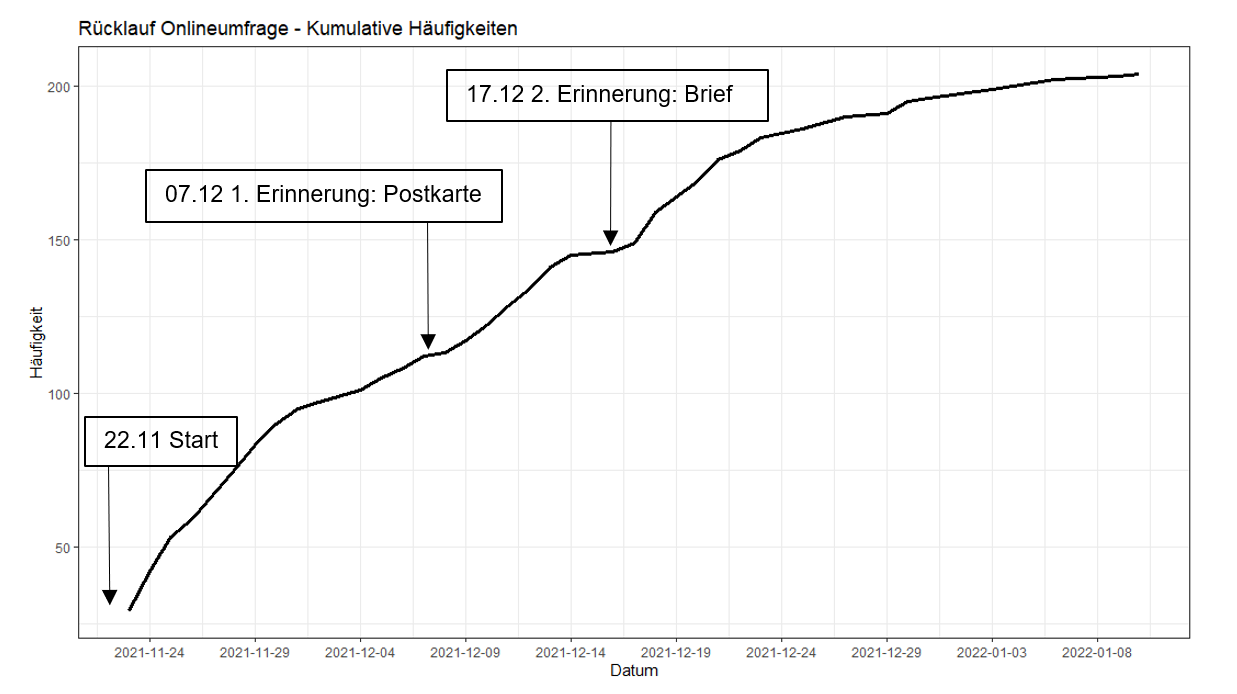 Rücklauf Onlineumfrage - Kumulative Häufigkeiten
200
150
100
50
Häufigkeit
17.12 2. Erinnerung: Brief
07.12 1. Erinnerung: Postkarte
22.11 Start
2021-11-24 2021-11-29 2021-12-04 2021-12-09 2021-12-14 2021-12-19 2021-12-24 2021-12-29 2022-01-03 2022-01-08
Datum